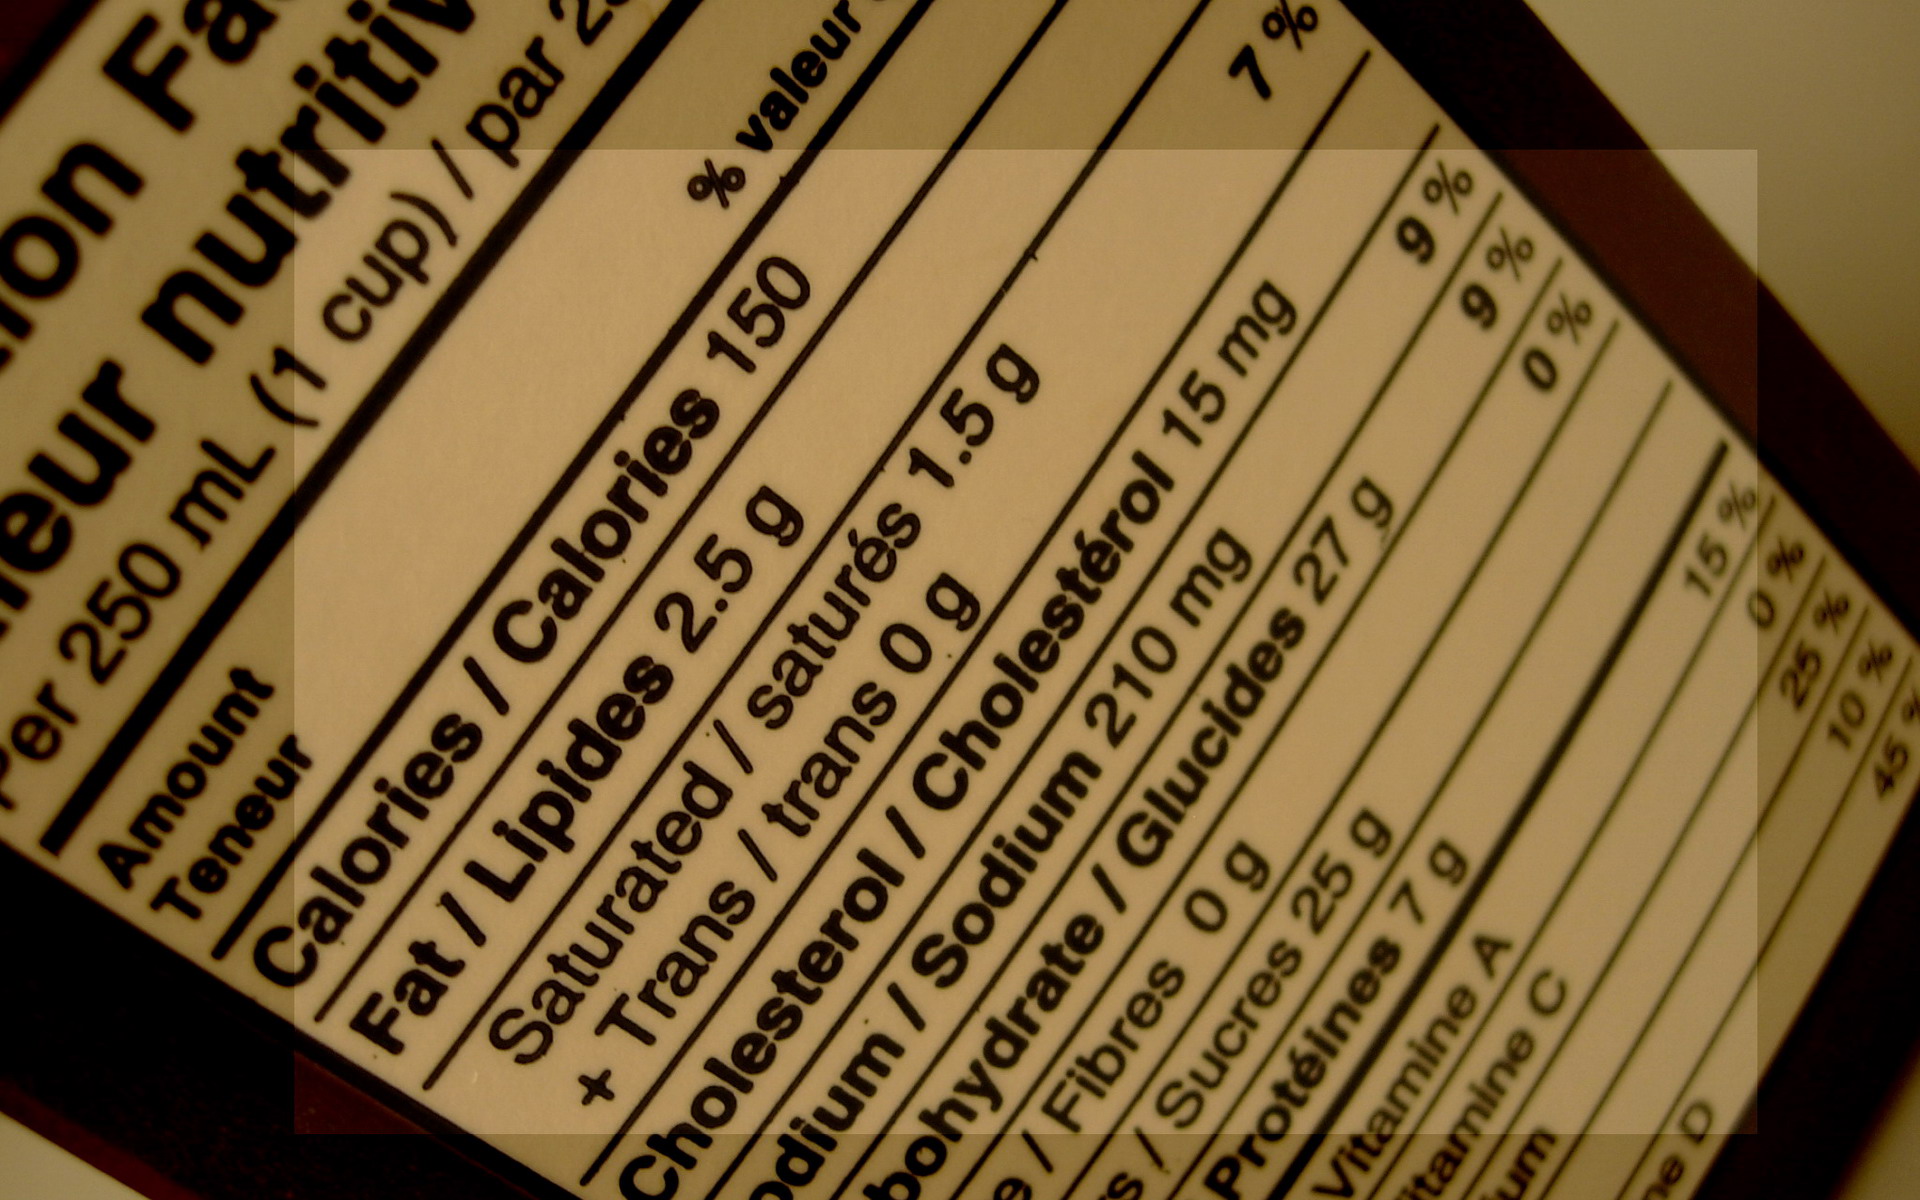 ion Fa
eur nutritiv
Per 250 mL (1 cup) / par 25
Amount
Teneur % valeur
Calories / Calories 150
Fat / Lipides 2.5 g
Saturated / saturés 1.5 g
+ Trans / trans 0 g 7 %
Cholesterol / Cholestérol 15 mg
odium / Sodium 210 mg 9 %
bohydrate / Glucides 27 g 9 %
e / Fibres 0 g 0 %
s / Sucres 25 g
Protéines 7 g
Vitamine A 15 %
itamine C 0 %
ium 25 %
10 %
ne D 45 %